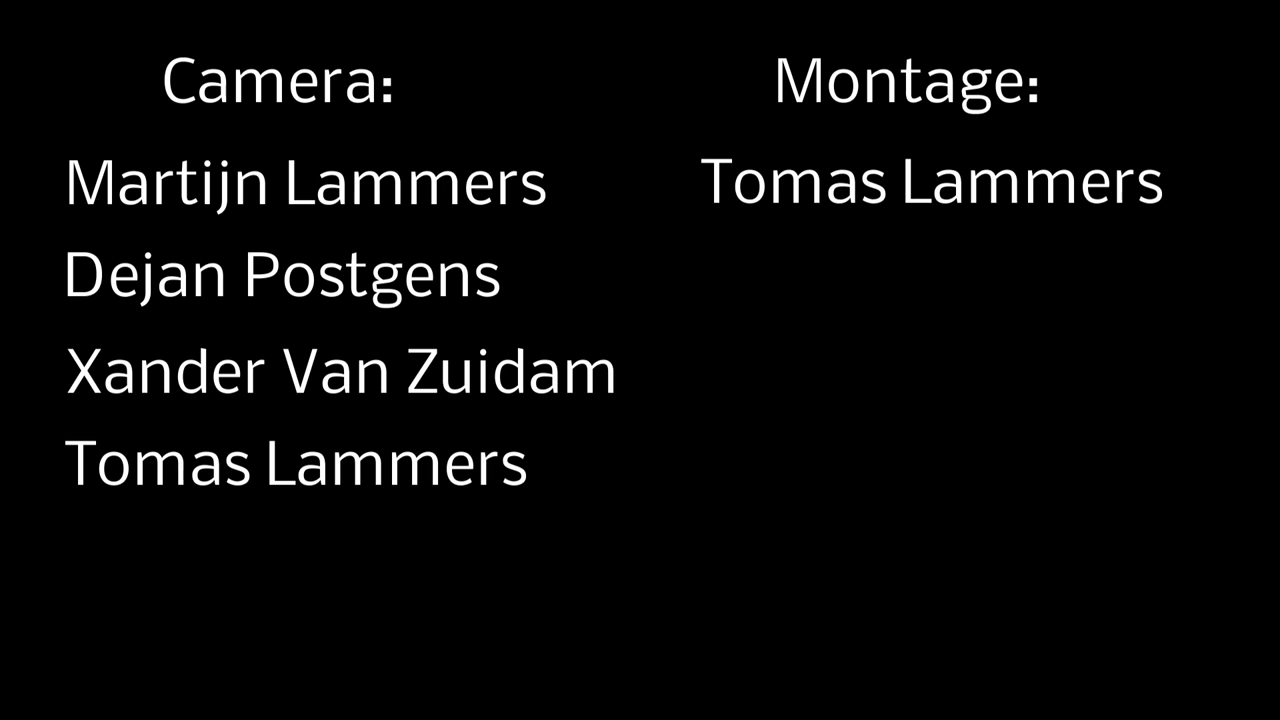 Camera:
Martijn Lammers
Dejan Postgens
Xander Van Zuidam
Tomas Lammers
Montage:
Tomas Lammers